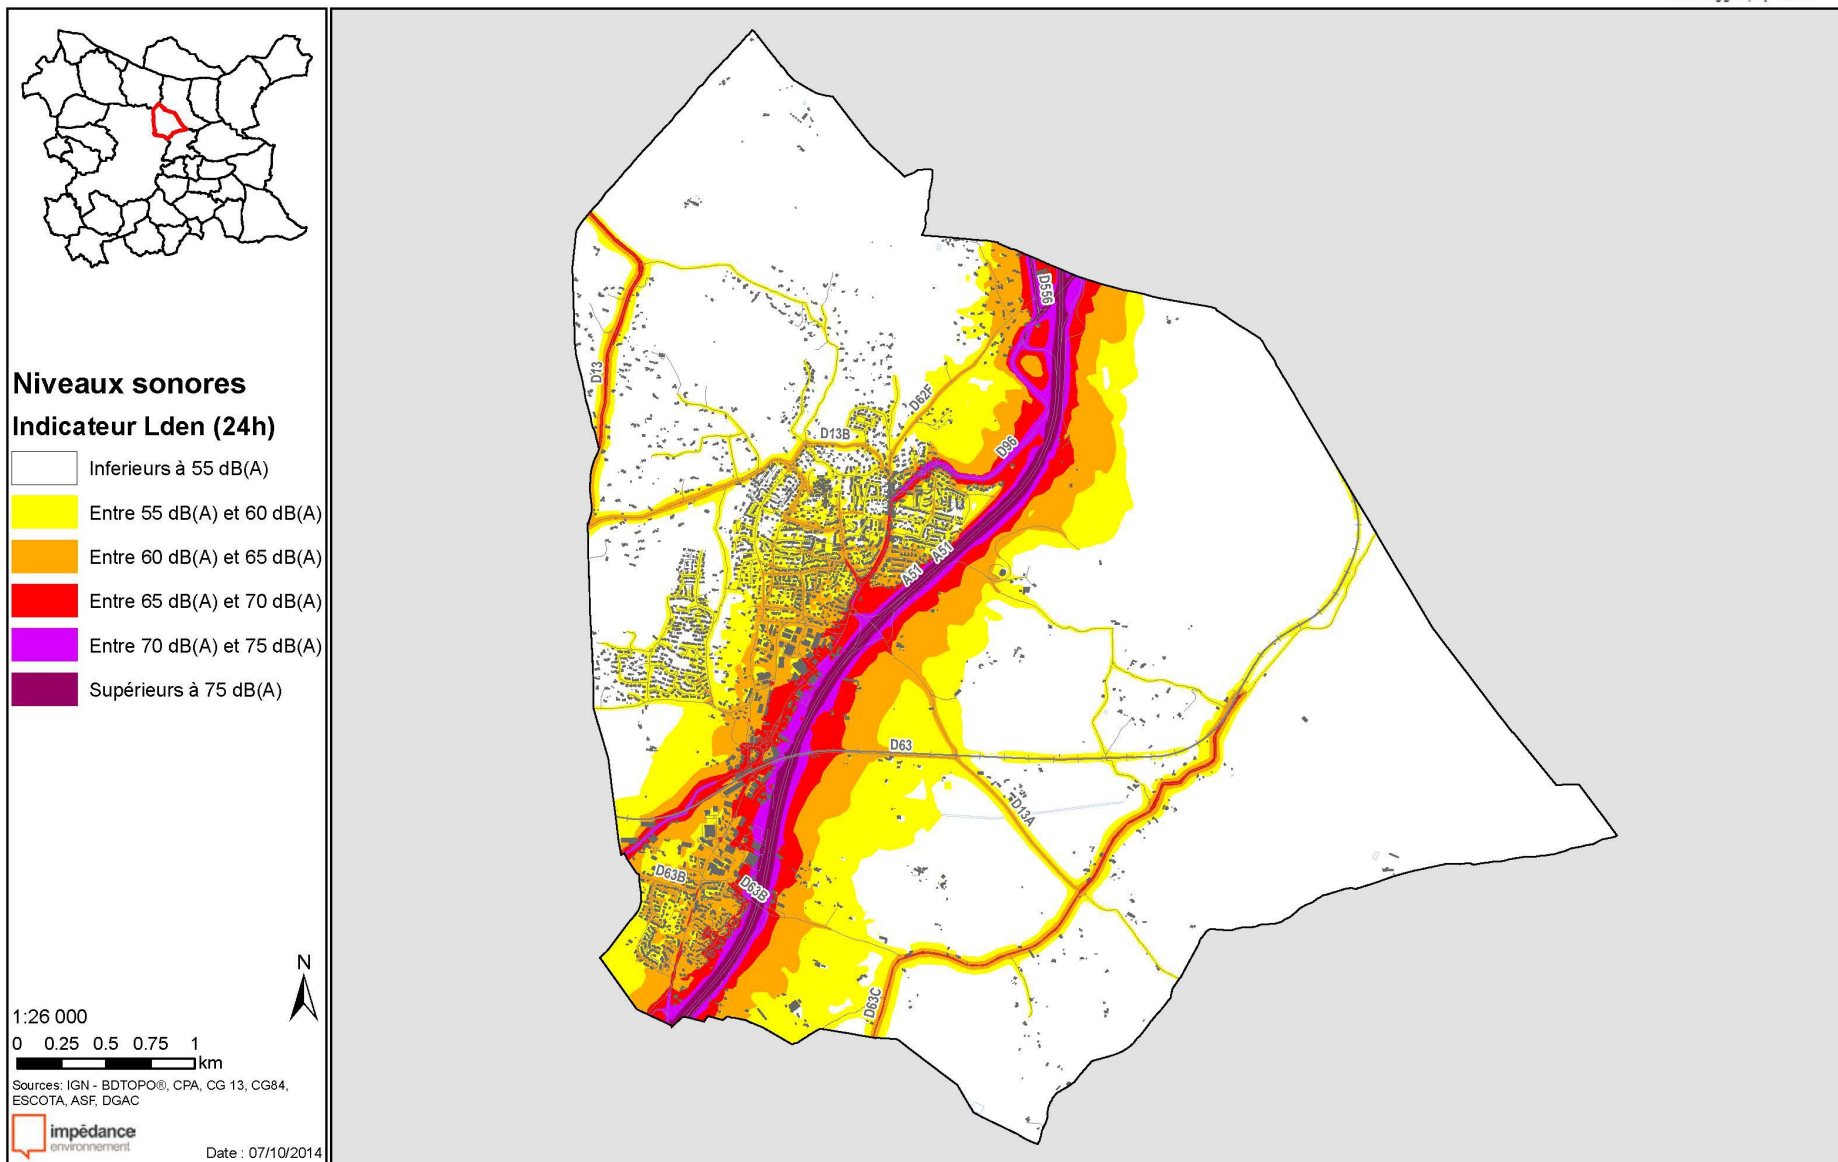 Niveaux sonores
Indicateur Lden (24h)
Inferieurs à 55 dB(A)
Entre 55 dB(A) et 60 dB(A)
Entre 60 dB(A) et 65 dB(A)
Entre 65 dB(A) et 70 dB(A)
Entre 70 dB(A) et 75 dB(A)
Supérieurs à 75 dB(A)
N
1:26 000
0 0.25 0.5 0.75 1
km
Sources: IGN - BDTOPO®, CPA, CG 13, CG84,
ESCOTA, ASF, DGAC
impédance
environnement
Date : 07/10/2014
D556
D13
D62F
D13B
D96
A51
A51
D63
D13A
D63B
D63B
D63C